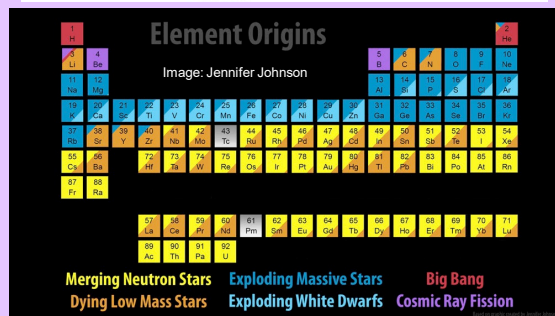 Element Origins
Image: Jennifer Johnson
1 2
H He
3 4 5 6 7 8 9 10
Li Be B C N O F Ne
11 12 13 14 15 16 17 18
Na Mg Al Si P S Cl Ar
19 20 21 22 23 24 25 26 27 28 29 30 31 32 33 34 35 36
K Ca Sc Ti V Cr Mn Fe Co Ni Cu Zn Ga Ge As Se Br Kr
37 38 39 40 41 42 43 44 45 46 47 48 49 50 51 52 53 54
Rb Sr Y Zr Nb Mo Tc Ru Rh Pd Ag Cd In Sn Sb Te I Xe
55 56 72 73 74 75 76 77 78 79 80 81 82 83 84 85 86
Cs Ba Hf Ta W Re Os Ir Pt Au Hg Tl Pb Bi Po At Rn
87 88
Fr Ra
57 58 59 60 61 62 63 64 65 66 67 68 69 70 71
La Ce Pr Nd Pm Sm Eu Gd Tb Dy Ho Er Tm Yb Lu
89 90 91 92
Ac Th Pa U
Merging Neutron Stars Exploding Massive Stars Big Bang
Dying Low Mass Stars Exploding White Dwarfs Cosmic Ray Fission